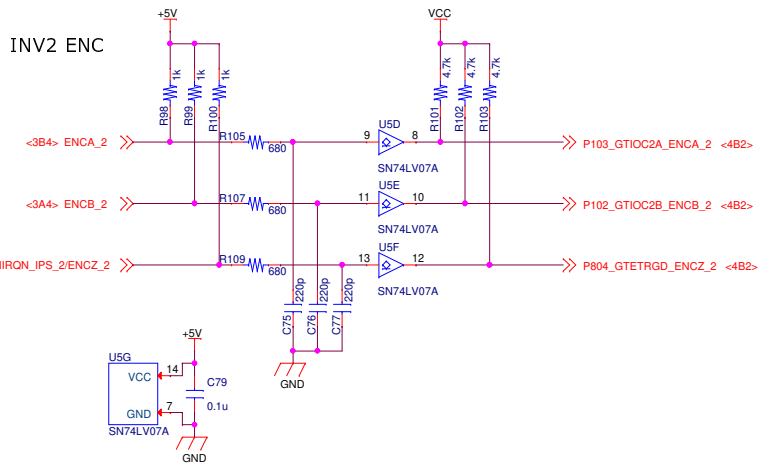 +5V
VCC
INV2 ENC
1k
1k
1k
4.7k
4.7k
4.7k
R98
R99
R100
R101
R102
R103
<3B4> ENCA_2
R105
680
9
U5D
8
SN74LV07A
P103_GTIOC2A_ENCA_2 <4B2>
<3A4> ENCB_2
R107
680
11
U5E
10
SN74LV07A
P102_GTIOC2B_ENCB_2 <4B2>
IIRQN_IPS_2/ENCZ_2
R109
680
13
U5F
12
SN74LV07A
P804_GTETRGD_ENCZ_2 <4B2>
220p
220p
220p
C75
C76
C77
GND
+5V
U5G
VCC
14
GND
7
SN74LV07A
C79
0.1u
GND